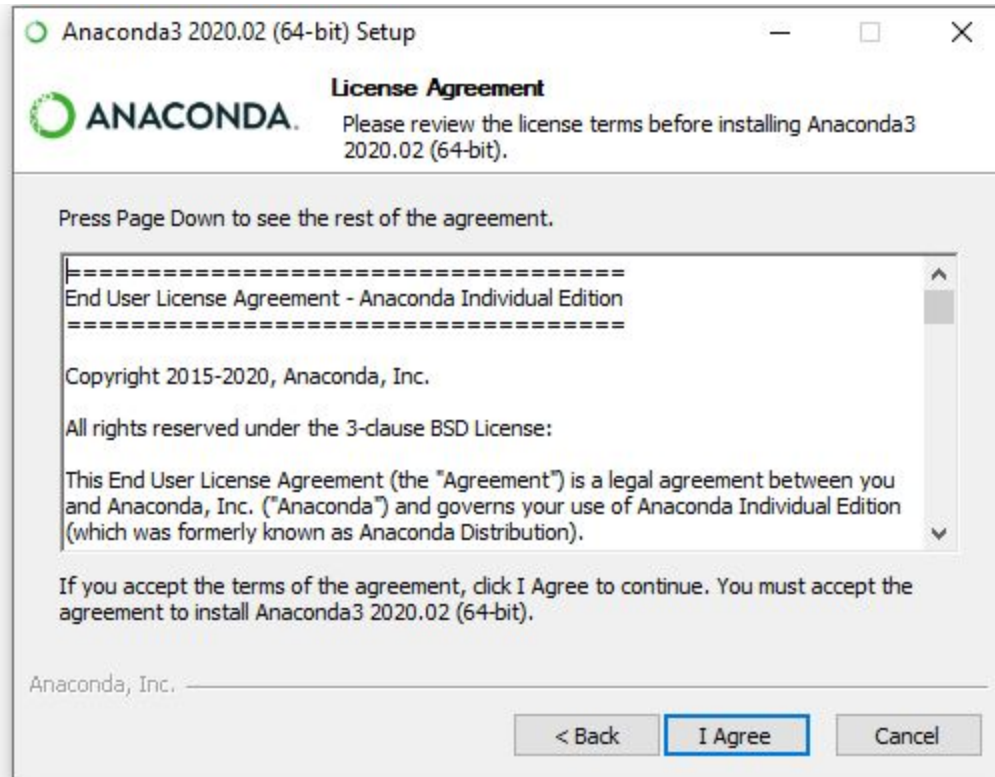 Anaconda3 2020.02 (64-bit) Setup
ANACONDA.
License Agreement
Please review the license terms before installing Anaconda3
2020.02 (64-bit).
Press Page Down to see the rest of the agreement.
===================================
End User License Agreement - Anaconda Individual Edition
===================================
Copyright 2015-2020, Anaconda, Inc.
All rights reserved under the 3-clause BSD License:
This End User License Agreement (the "Agreement") is a legal agreement between you
and Anaconda, Inc. ("Anaconda") and governs your use of Anaconda Individual Edition
(which was formerly known as Anaconda Distribution).
If you accept the terms of the agreement, click I Agree to continue. You must accept the
agreement to install Anaconda3 2020.02 (64-bit).
Anaconda, Inc.
< Back
I Agree
Cancel